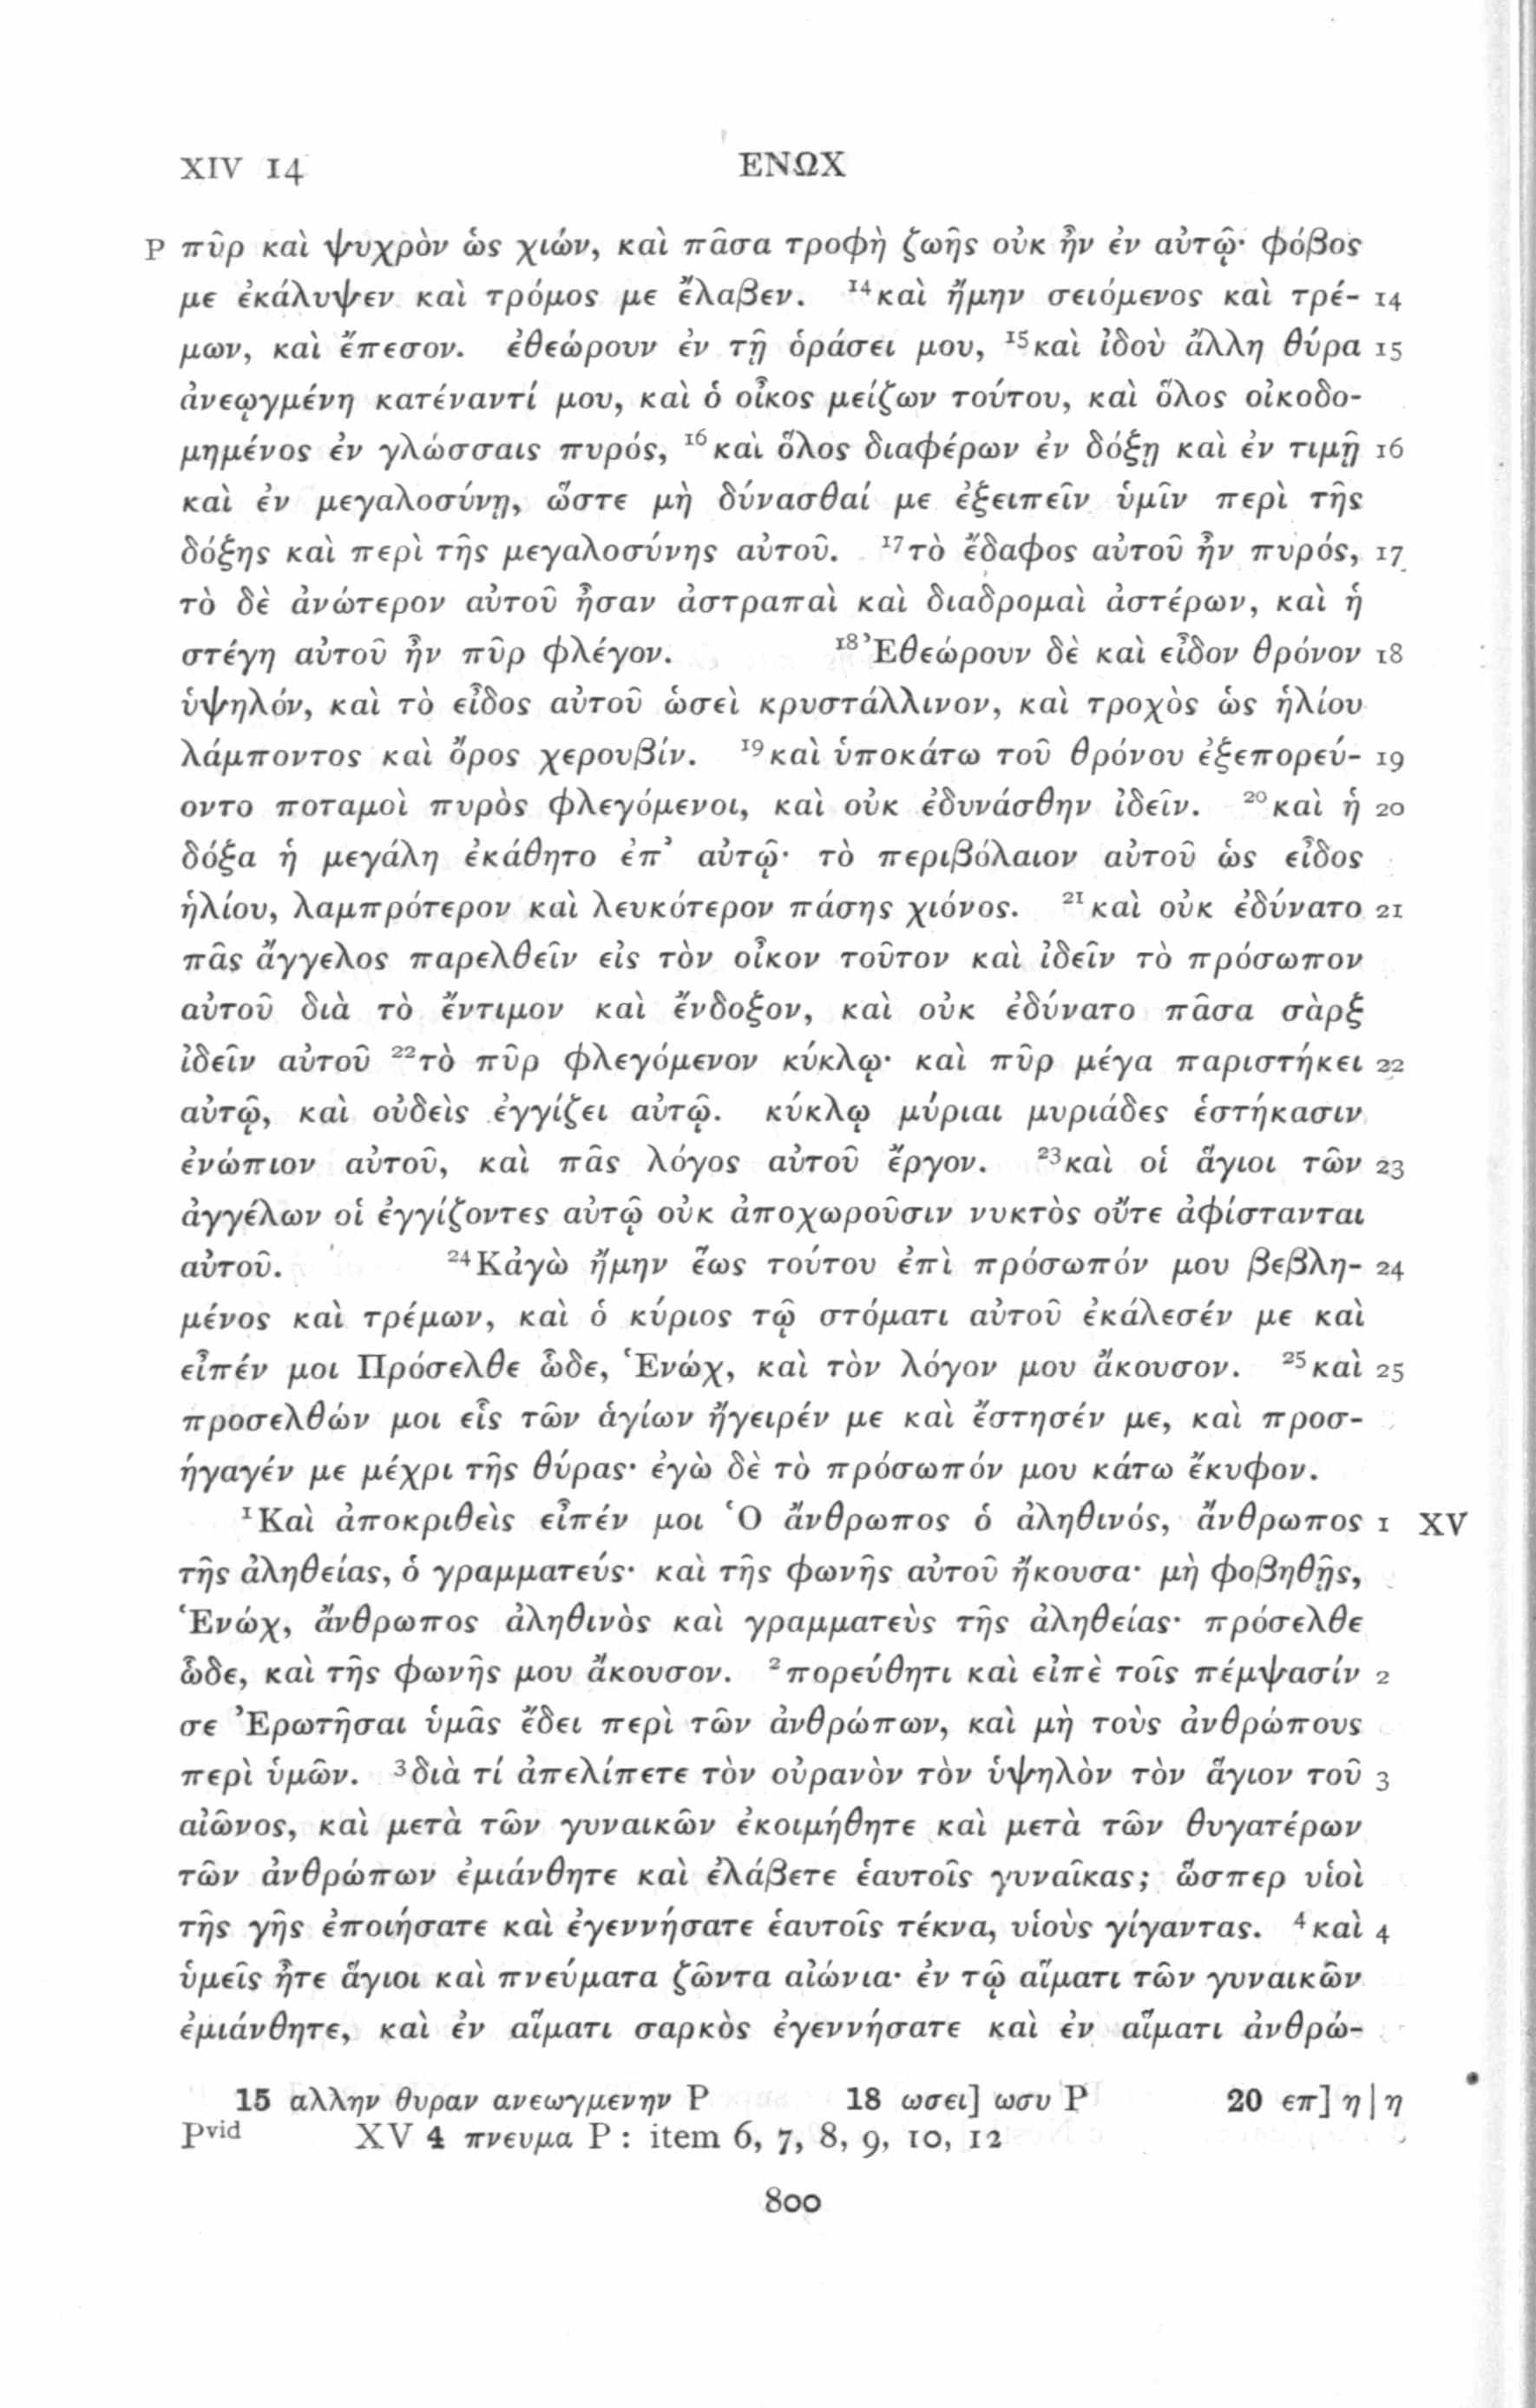 XIV 14 ΕΝΩΧ
P πῦρ καὶ ψυχρὸν ὡς χιών, καὶ πᾶσα τροφὴ ζωῆς οὐκ ἦν ἐν αὐτῷ· φόβος
με ἐκάλυψεν καὶ τρόμος με ἔλαβεν. ¹⁴καὶ ἤμην σειόμενος καὶ τρέ- 14
μων, καὶ ἔπεσον. ἐθεώρουν ἐν τῇ ὁράσει μου, ¹⁵καὶ ἰδοὺ ἄλλη θύρα 15
ἀνεῳγμένη κατέναντί μου, καὶ ὁ οἶκος μείζων τούτου, καὶ ὅλος οἰκοδο-
μημένος ἐν γλώσσαις πυρός, ¹⁶καὶ ὅλος διαφέρων ἐν δόξῃ καὶ ἐν τιμῇ 16
καὶ ἐν μεγαλοσύνῃ, ὥστε μὴ δύνασθαί με ἐξειπεῖν ὑμῖν περὶ τῆς
δόξης καὶ περὶ τῆς μεγαλοσύνης αὐτοῦ. ¹⁷τὸ ἔδαφος αὐτοῦ ἦν πυρός, 17
τὸ δὲ ἀνώτερον αὐτοῦ ἦσαν ἀστραπαὶ καὶ διαδρομαὶ ἀστέρων, καὶ ἡ
στέγη αὐτοῦ ἦν πῦρ φλέγον. ¹⁸Ἐθεώρουν δὲ καὶ εἶδον θρόνον 18
ὑψηλόν, καὶ τὸ εἶδος αὐτοῦ ὡσεὶ κρυστάλλινον, καὶ τροχὸς ὡς ἡλίου
λάμποντος καὶ ὄρος χερουβίν. ¹⁹καὶ ὑποκάτω τοῦ θρόνου ἐξεπορεύ- 19
οντο ποταμοὶ πυρὸς φλεγόμενοι, καὶ οὐκ ἐδυνάσθην ἰδεῖν. ²⁰καὶ ἡ 20
δόξα ἡ μεγάλη ἐκάθητο ἐπ’ αὐτῷ· τὸ περιβόλαιον αὐτοῦ ὡς εἶδος
ἡλίου, λαμπρότερον καὶ λευκότερον πάσης χιόνος. ²¹καὶ οὐκ ἐδύνατο 21
πᾶς ἄγγελος παρελθεῖν εἰς τὸν οἶκον τοῦτον καὶ ἰδεῖν τὸ πρόσωπον
αὐτοῦ διὰ τὸ ἔντιμον καὶ ἔνδοξον, καὶ οὐκ ἐδύνατο πᾶσα σὰρξ
ἰδεῖν αὐτοῦ ²²τὸ πῦρ φλεγόμενον κύκλῳ· καὶ πῦρ μέγα παριστήκει 22
αὐτῷ, καὶ οὐδεὶς ἐγγίζει αὐτῷ. κύκλῳ μύριαι μυριάδες ἑστήκασιν
ἐνώπιον αὐτοῦ, καὶ πᾶς λόγος αὐτοῦ ἔργον. ²³καὶ οἱ ἅγιοι τῶν 23
ἀγγέλων οἱ ἐγγίζοντες αὐτῷ οὐκ ἀποχωροῦσιν νυκτὸς οὔτε ἀφίστανται
αὐτοῦ. ²⁴Κἀγὼ ἤμην ἕως τούτου ἐπὶ πρόσωπόν μου βεβλη- 24
μένος καὶ τρέμων, καὶ ὁ κύριος τῷ στόματι αὐτοῦ ἐκάλεσέν με καὶ
εἶπέν μοι Πρόσελθε ὧδε, Ἑνώχ, καὶ τὸν λόγον μου ἄκουσον. ²⁵καὶ 25
προσελθών μοι εἷς τῶν ἁγίων ἤγειρέν με καὶ ἔστησέν με, καὶ προσ-
ήγαγέν με μέχρι τῆς θύρας· ἐγὼ δὲ τὸ πρόσωπόν μου κάτω ἔκυφον.
¹Καὶ ἀποκριθεὶς εἶπέν μοι Ὁ ἄνθρωπος ὁ ἀληθινός, ἄνθρωπος 1 XV
τῆς ἀληθείας, ὁ γραμματεύς· καὶ τῆς φωνῆς αὐτοῦ ἤκουσα· μὴ φοβηθῇς,
Ἑνώχ, ἄνθρωπος ἀληθινὸς καὶ γραμματεὺς τῆς ἀληθείας· πρόσελθε
ὧδε, καὶ τῆς φωνῆς μου ἄκουσον. ²πορεύθητι καὶ εἰπὲ τοῖς πέμψασίν 2
σε Ἐρωτῆσαι ὑμᾶς ἔδει περὶ τῶν ἀνθρώπων, καὶ μὴ τοὺς ἀνθρώπους
περὶ ὑμῶν. ³διὰ τί ἀπελίπετε τὸν οὐρανὸν τὸν ὑψηλὸν τὸν ἅγιον τοῦ 3
αἰῶνος, καὶ μετὰ τῶν γυναικῶν ἐκοιμήθητε καὶ μετὰ τῶν θυγατέρων
τῶν ἀνθρώπων ἐμιάνθητε καὶ ἐλάβετε ἑαυτοῖς γυναῖκας; ὥσπερ υἱοὶ
τῆς γῆς ἐποιήσατε καὶ ἐγεννήσατε ἑαυτοῖς τέκνα, υἱοὺς γίγαντας. ⁴καὶ 4
ὑμεῖς ἦτε ἅγιοι καὶ πνεύματα ζῶντα αἰώνια· ἐν τῷ αἵματι τῶν γυναικῶν
ἐμιάνθητε, καὶ ἐν αἵματι σαρκὸς ἐγεννήσατε καὶ ἐν αἵματι ἀνθρώ-
15 αλλην θυραν ανεωγμενην P 18 ωσει] ωσυ P 20 επ] η | η
Pvid XV 4 πνευμα P : item 6, 7, 8, 9, 10, 12
800